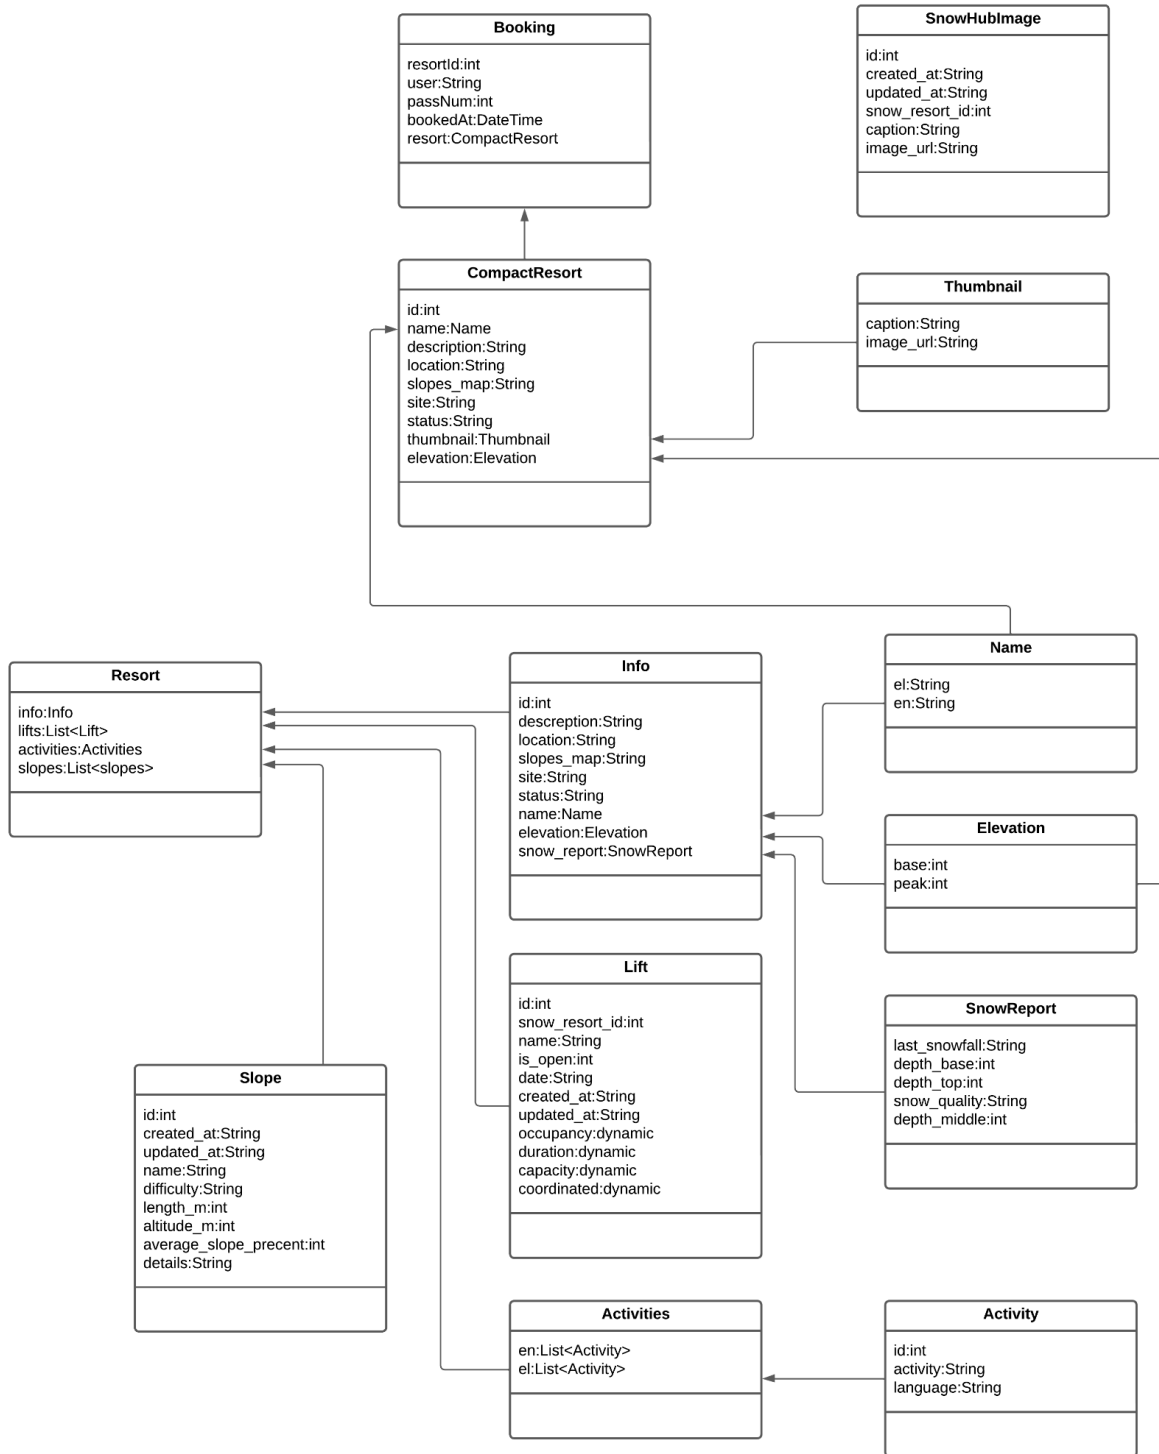 Booking
resortId:int
user:String
passNum:int
bookedAt:DateTime
resort:CompactResort
SnowHubImage
id:int
created_at:String
updated_at:String
snow_resort_id:int
caption:String
image_url:String
CompactResort
id:int
name:Name
description:String
location:String
slopes_map:String
site:String
status:String
thumbnail:Thumbnail
elevation:Elevation
Thumbnail
caption:String
image_url:String
Resort
info:Info
lifts:List<Lift>
activities:Activities
slopes:List<slopes>
Info
id:int
descreption:String
location:String
slopes_map:String
site:String
status:String
name:Name
elevation:Elevation
snow_report:SnowReport
Name
el:String
en:String
Elevation
base:int
peak:int
Lift
id:int
snow_resort_id:int
name:String
is_open:int
date:String
created_at:String
updated_at:String
occupancy:dynamic
duration:dynamic
capacity:dynamic
coordinated:dynamic
SnowReport
last_snowfall:String
depth_base:int
depth_top:int
snow_quality:String
depth_middle:int
Slope
id:int
created_at:String
updated_at:String
name:String
difficulty:String
length_m:int
altitude_m:int
average_slope_precent:int
details:String
Activities
en:List<Activity>
el:List<Activity>
Activity
id:int
activity:String
language:String